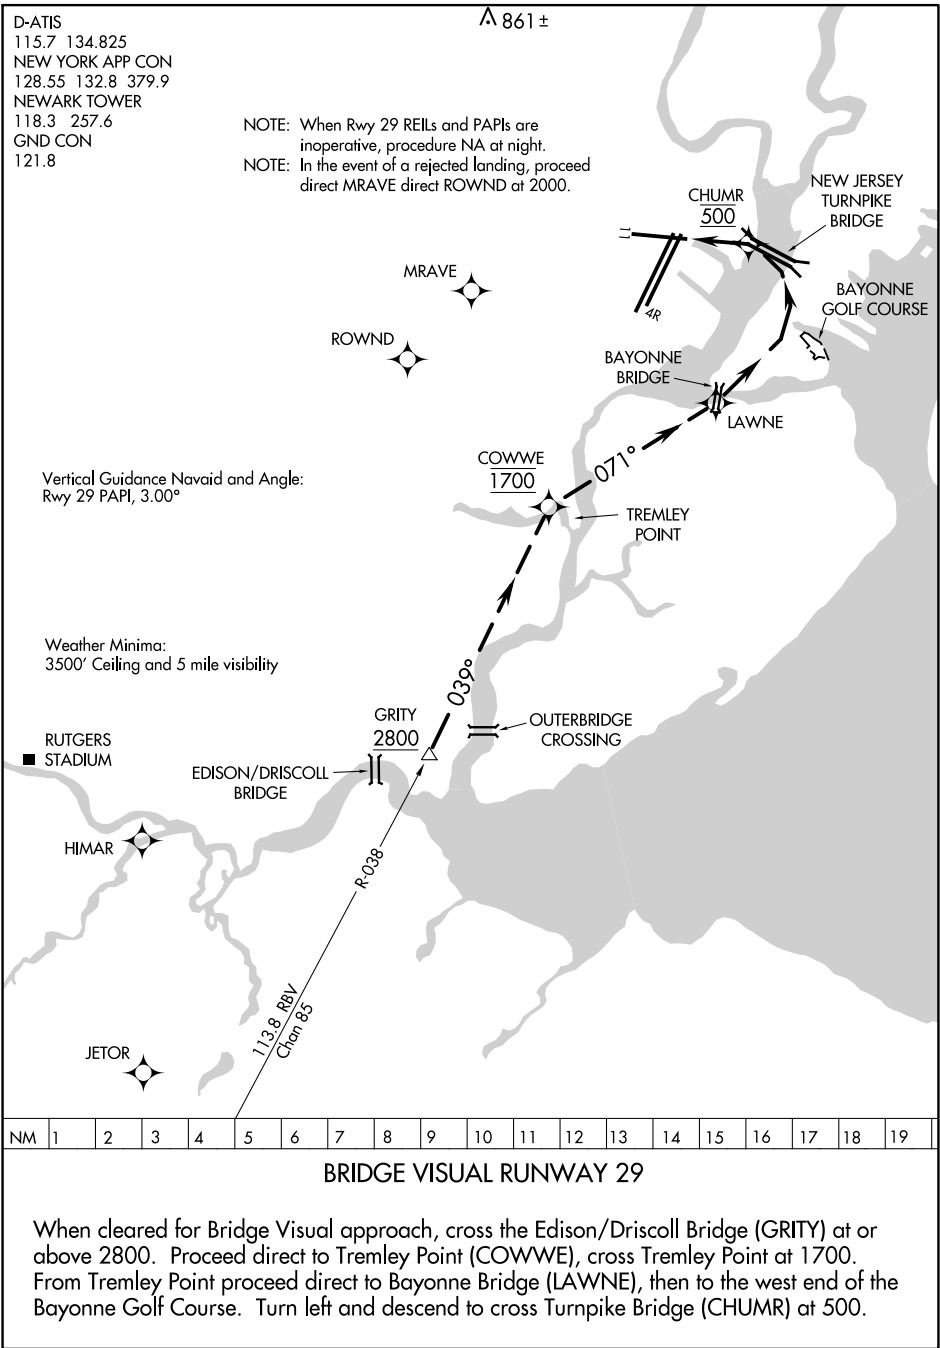 D-ATIS
115.7 134.825
NEW YORK APP CON
128.55 132.8 379.9
NEWARK TOWER
118.3 257.6
GND CON
121.8
861±
NOTE: When Rwy 29 REILs and PAPIs are
inoperative, procedure NA at night.
NOTE: In the event of a rejected landing, proceed
direct MRAVE direct ROWND at 2000.
CHUMR
500
NEW JERSEY
TURNPIKE
BRIDGE
11
4R
MRAVE
ROWND
BAYONNE
GOLF COURSE
BAYONNE
BRIDGE
LAWNE
COWWE
1700
071°
TREMLEY
POINT
Vertical Guidance Navaid and Angle:
Rwy 29 PAPI, 3.00°
Weather Minima:
3500' Ceiling and 5 mile visibility
039°
GRITY
2800
OUTERBRIDGE
CROSSING
RUTGERS
STADIUM
EDISON/DRISCOLL
BRIDGE
HIMAR
R-038
113.8 RBV
Chan 85
JETOR
NM 1 2 3 4 5 6 7 8 9 10 11 12 13 14 15 16 17 18 19
BRIDGE VISUAL RUNWAY 29
When cleared for Bridge Visual approach, cross the Edison/Driscoll Bridge (GRITY) at or
above 2800. Proceed direct to Tremley Point (COWWE), cross Tremley Point at 1700.
From Tremley Point proceed direct to Bayonne Bridge (LAWNE), then to the west end of the
Bayonne Golf Course. Turn left and descend to cross Turnpike Bridge (CHUMR) at 500.